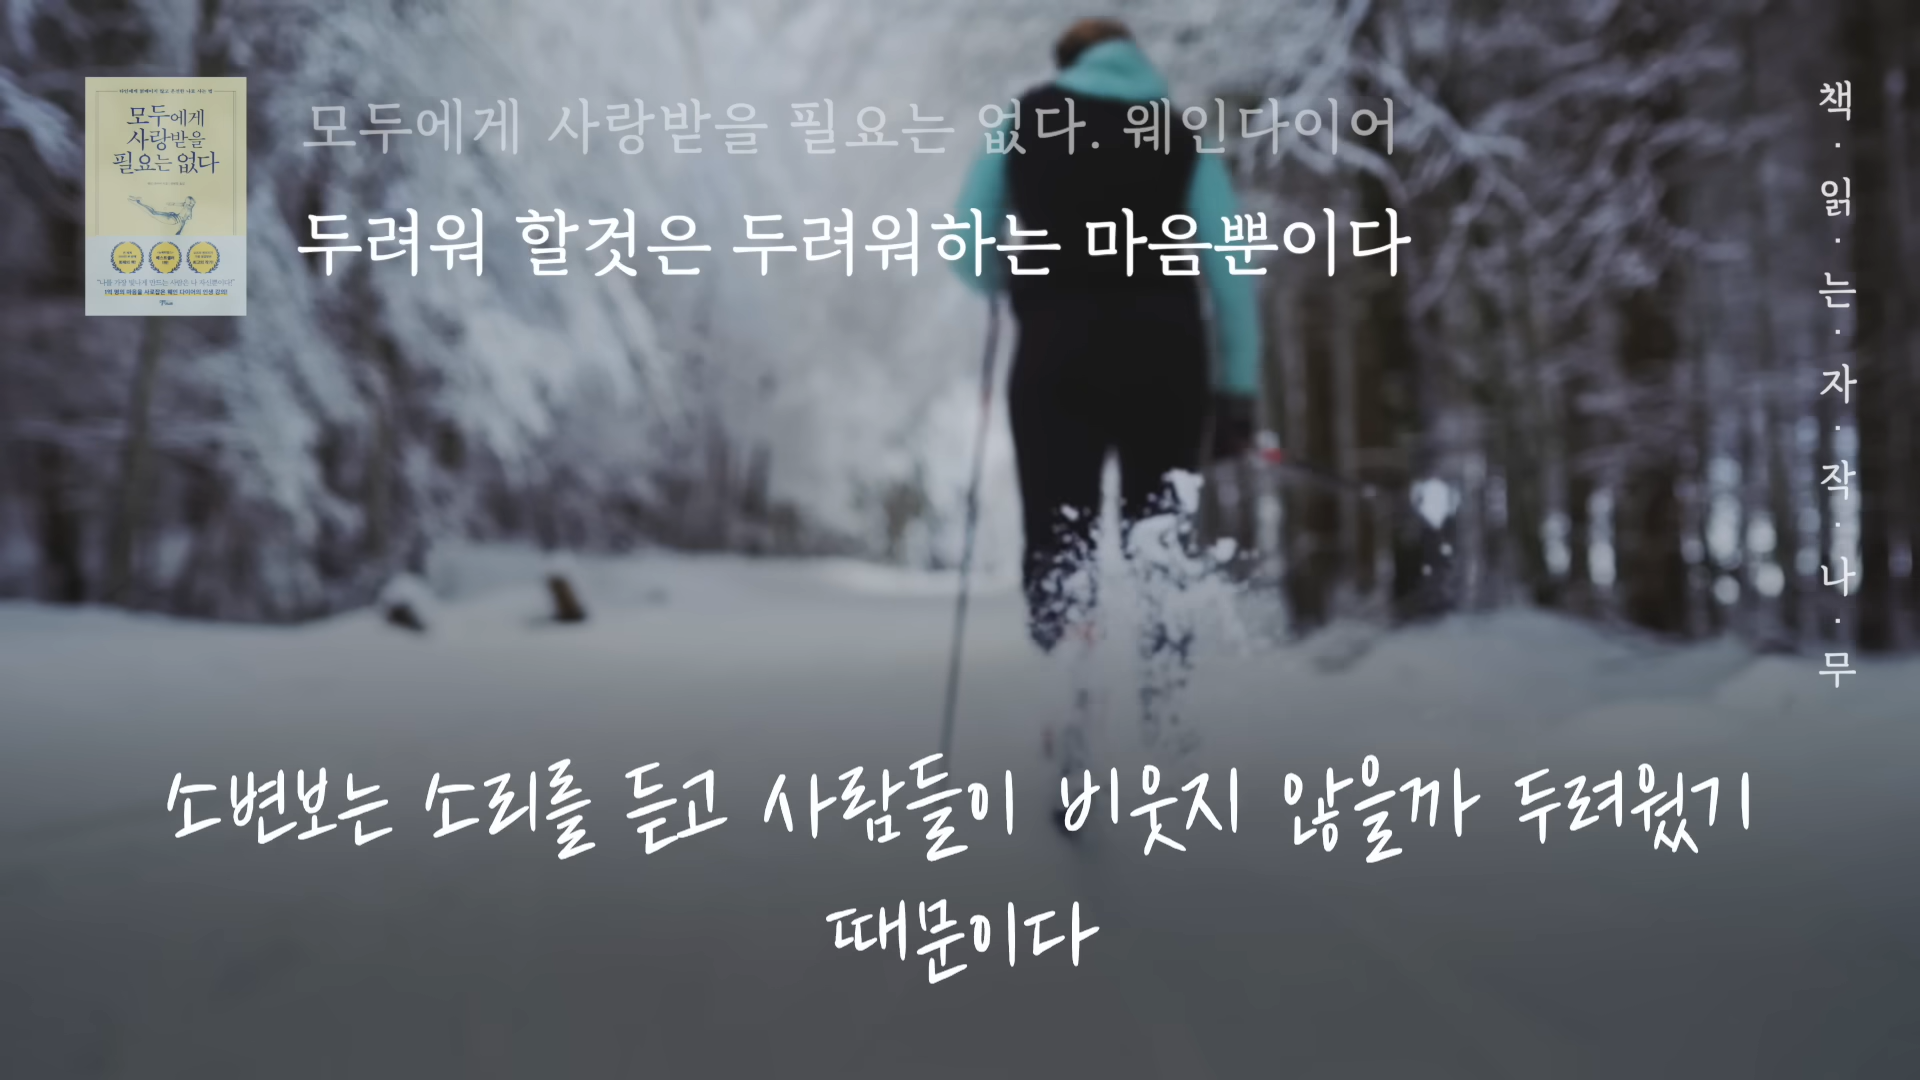 모두에게
사랑받을
필요는 없다
모두에게 사랑받을 필요는 없다. 웨인다이어
두려워 할것은 두려워하는 마음뿐이다
책·읽·는·자·작·나·무
소변보는 소리를 듣고 사람들이 비웃지 않을까 두려웠기
때문이다